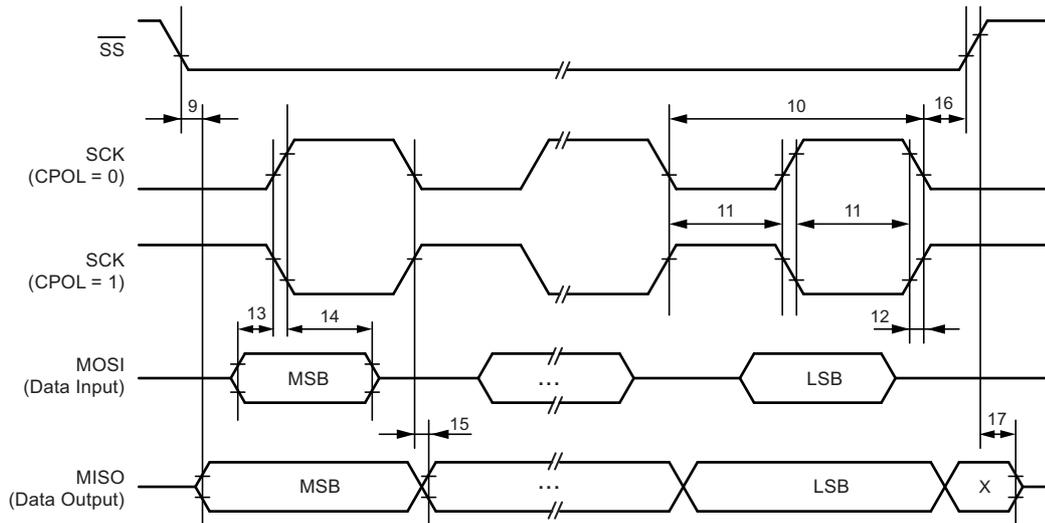 SS
9
10
16
SCK
(CPOL = 0)
11
11
SCK
(CPOL = 1)
13
14
12
MOSI
(Data Input)
MSB
...
LSB
15
17
MISO
(Data Output)
MSB
...
LSB
X